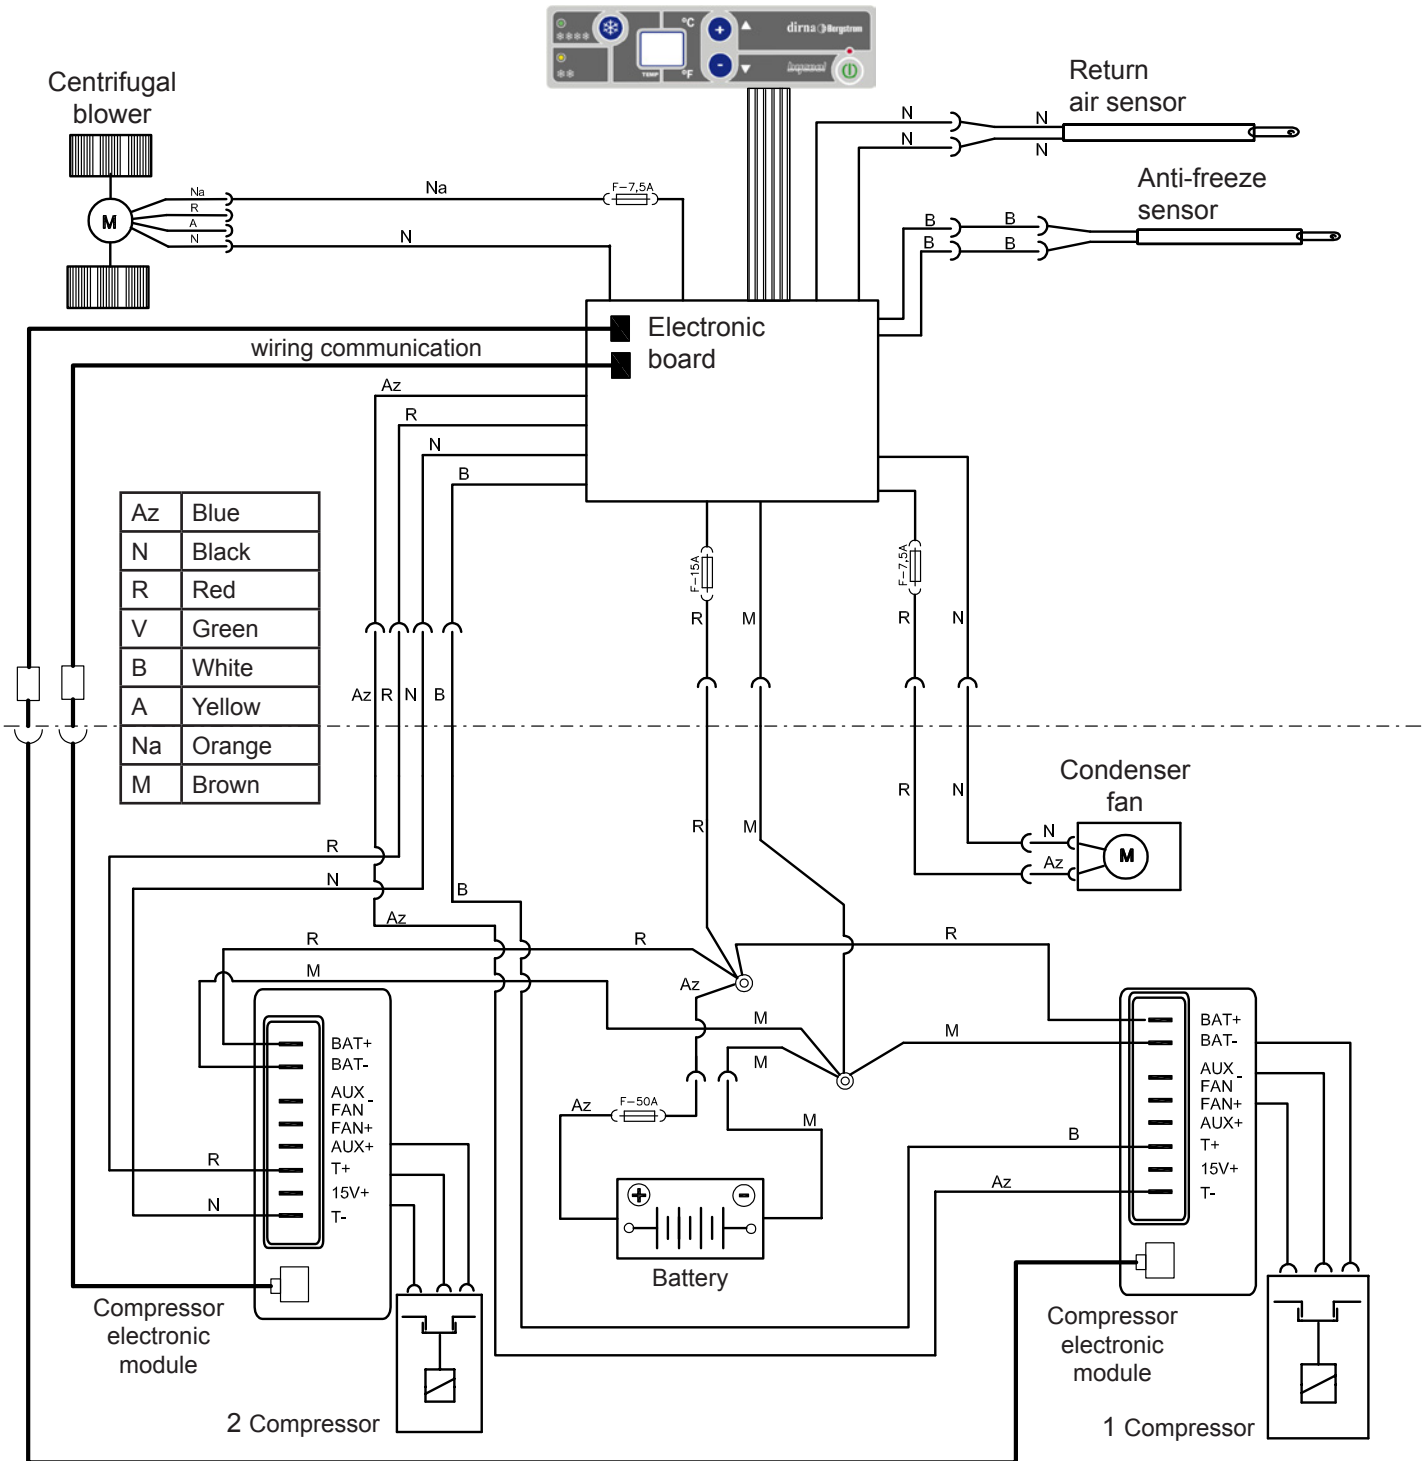 °C
dirna Bergstrom
TEMP
°F
Centrifugal
blower
Return
air sensor
N
N
N
N
Anti-freeze
sensor
Na
R
A
N
M
Na
F-7,5A
N
B
B
B
B
Electronic
board
wiring communication
Az
R
N
B
Az Blue
N Black
R Red
V Green
B White
A Yellow
Na Orange
M Brown
F-15A
F-7,5A
R
M
R
N
Az
R
N
B
Condenser
fan
R
N
R
M
N
Az
M
R
N
B
Az
R
R
R
M
Az
M
M
M
BAT+
BAT-
AUX
FAN -
FAN+
AUX+
T+
15V+
T-
R
N
Az
F-50A
M
+
-
Battery
B
Az
BAT+
BAT-
AUX -
FAN
FAN+
AUX+
T+
15V+
T-
Compressor
electronic
module
2 Compressor
Compressor
electronic
module
1 Compressor